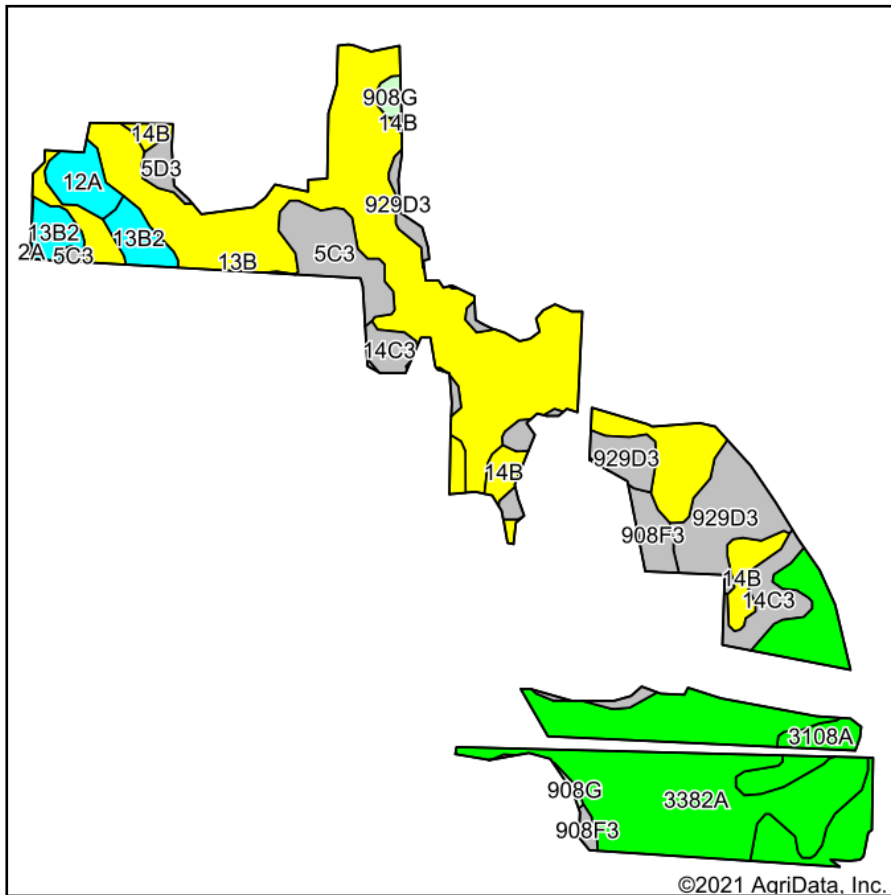 908G
14B
14B
5D3
12A
929D3
13B2
13B2
2A
5C3
13B
5C3
14C3
14B
929D3
929D3
908F3
14B
14C3
3108A
908G
3382A
908F3
©2021 AgriData, Inc.